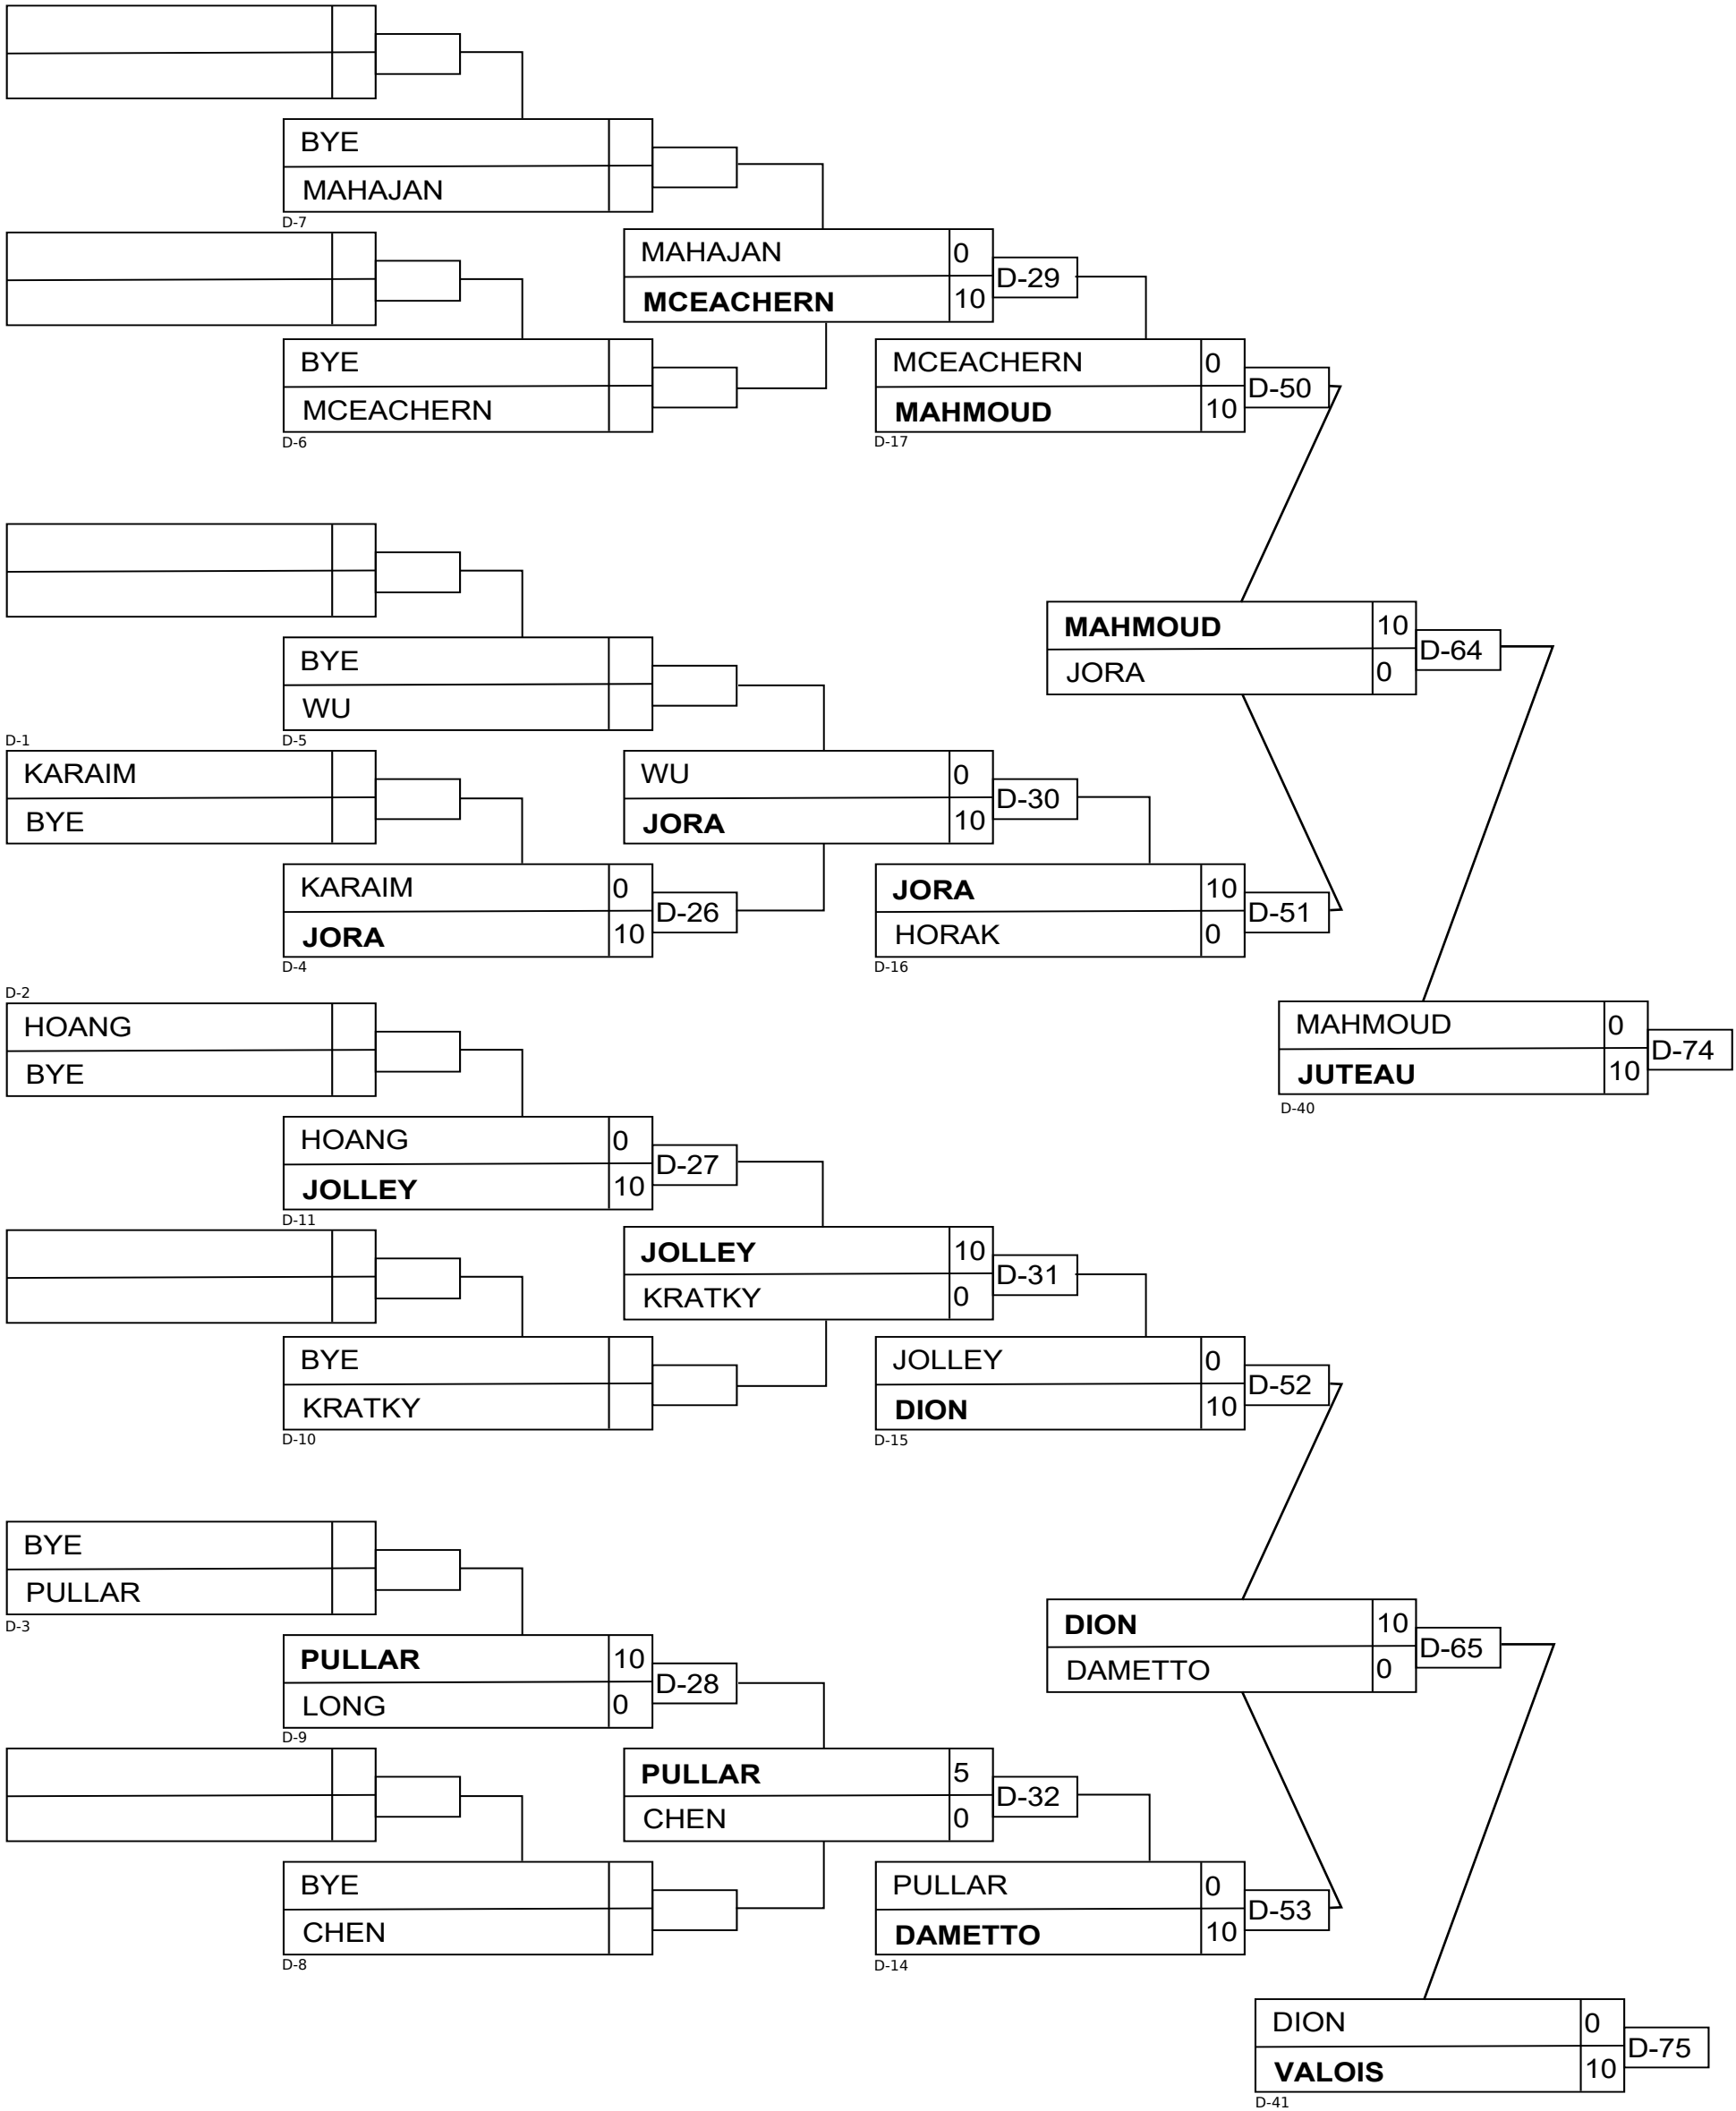 BYE
MAHAJAN
D-7
MAHAJAN 0
D-29
MCEACHERN 10
BYE
MCEACHERN
D-6
MCEACHERN 0
D-50
MAHMOUD 10
D-17
MAHMOUD 10
D-64
JORA 0
BYE
WU
D-5
D-1
KARAIM
BYE
WU 0
D-30
JORA 10
KARAIM 0
D-26
JORA 10
D-4
JORA 10
D-51
HORAK 0
D-16
D-2
HOANG
BYE
MAHMOUD 0
D-74
JUTEAU 10
D-40
HOANG 0
D-27
JOLLEY 10
D-11
JOLLEY 10
D-31
KRATKY 0
BYE
KRATKY
D-10
JOLLEY 0
D-52
DION 10
D-15
BYE
PULLAR
D-3
DION 10
D-65
DAMETTO 0
PULLAR 10
D-28
LONG 0
D-9
PULLAR 5
D-32
CHEN 0
BYE
CHEN
D-8
PULLAR 0
D-53
DAMETTO 10
D-14
DION 0
D-75
VALOIS 10
D-41